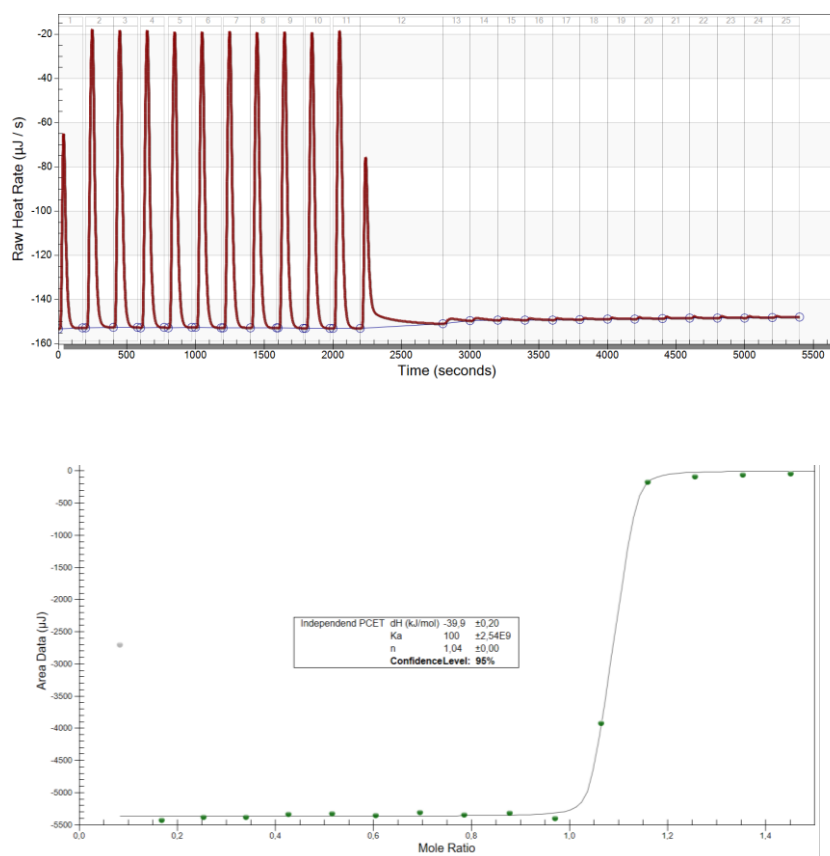 1 2 3 4 5 6 7 8 9 10 11 12 13 14 15 16 17 18 19 20 21 22 23 24 25
Raw Heat Rate (µJ / s)
-20
-40
-60
-80
-100
-120
-140
-160
0 500 1000 1500 2000 2500 3000 3500 4000 4500 5000 5500
Time (seconds)
Area Data (µJ)
0
-500
-1000
-1500
-2000
-2500
-3000
-3500
-4000
-4500
-5000
-5500
Independend PCET dH (kJ/mol) -39,9 ±0,20
Ka 100 ±2,54E9
n 1,04 ±0,00
ConfidenceLevel: 95%
0,0 0,2 0,4 0,6 0,8 1,0 1,2 1,4
Mole Ratio